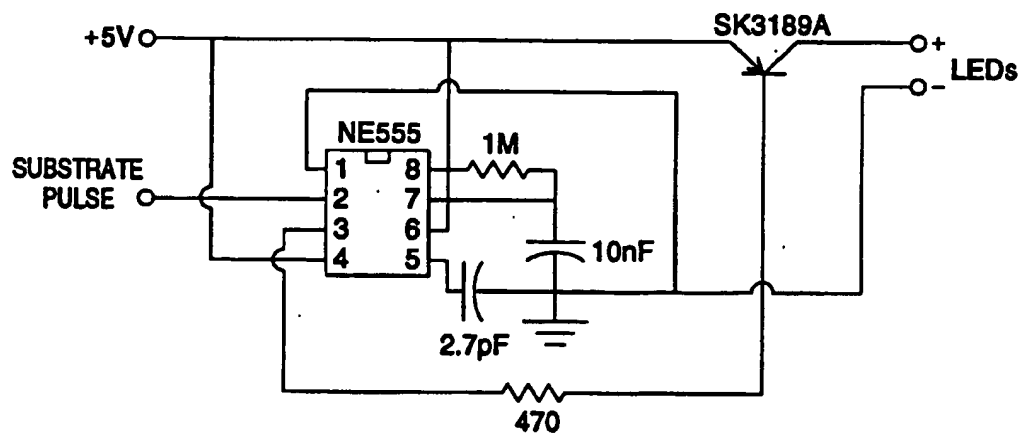 SK3189A
+5V
+
LEDs
-
NE555
1M
SUBSTRATE
PULSE
1 8
2 7
3 6
4 5
10nF
2.7pF
470